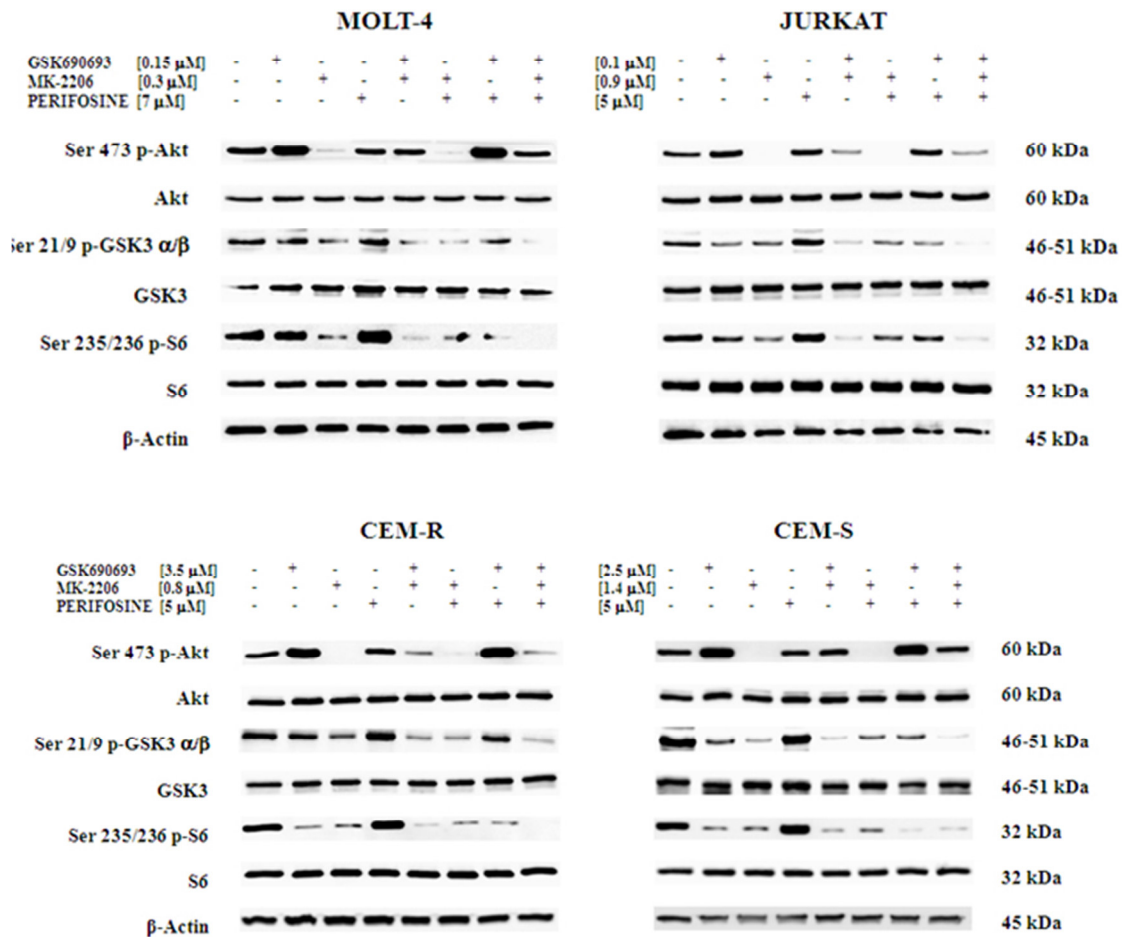 MOLT-4
GSK690693 [0.15 µM] - + - - + - + +
MK-2206 [0.3 µM] - - + - + + - +
PERIFOSINE [7 µM] - - - + - + + +
Ser 473 p-Akt
Akt
Ser 21/9 p-GSK3 α/β
GSK3
Ser 235/236 p-S6
S6
β-Actin
JURKAT
[0.1 µM] - + - - + - + +
[0.9 µM] - - + - + + - +
[5 µM] - - - + - + + +
60 kDa
60 kDa
46-51 kDa
46-51 kDa
32 kDa
32 kDa
45 kDa
CEM-R
GSK690693 [3.5 µM] - + - - + - + +
MK-2206 [0.8 µM] - - + - + + - +
PERIFOSINE [5 µM] - - - + - + + +
Ser 473 p-Akt
Akt
Ser 21/9 p-GSK3 α/β
GSK3
Ser 235/236 p-S6
S6
β-Actin
CEM-S
[2.5 µM] - + - - + - + +
[1.4 µM] - - + - + + - +
[5 µM] - - - + - + + +
60 kDa
60 kDa
46-51 kDa
46-51 kDa
32 kDa
32 kDa
45 kDa